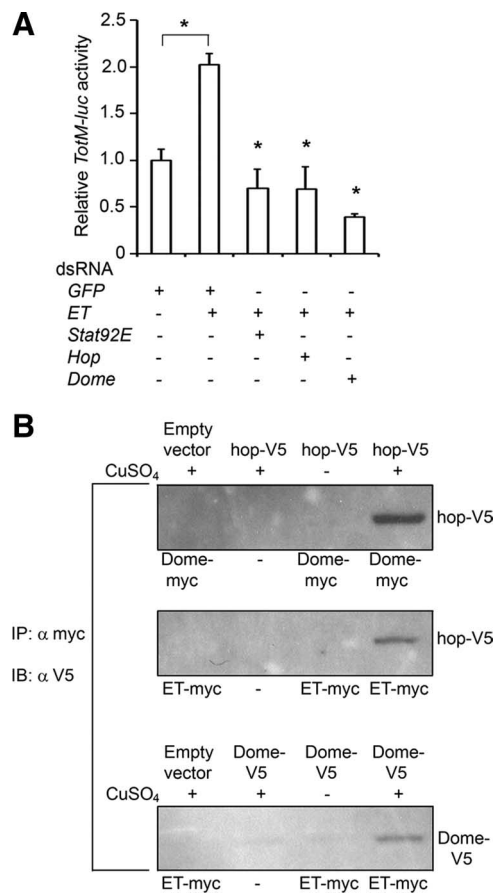 A
2.5
2.0
1.5
1.0
0.5
0
Relative TotM-luc activity
*
* * *
dsRNA
GFP + + - - -
ET - + + + +
Stat92E - - + - -
Hop - - - + -
Dome - - - - +
B
Empty vector hop-V5 hop-V5 hop-V5
CuSO4 + + - +
hop-V5
Dome-myc - Dome-myc Dome-myc
hop-V5
IP: α myc
IB: α V5
ET-myc - ET-myc ET-myc
Empty vector Dome-V5 Dome-V5 Dome-V5
CuSO4 + + - +
Dome-V5
ET-myc - ET-myc ET-myc